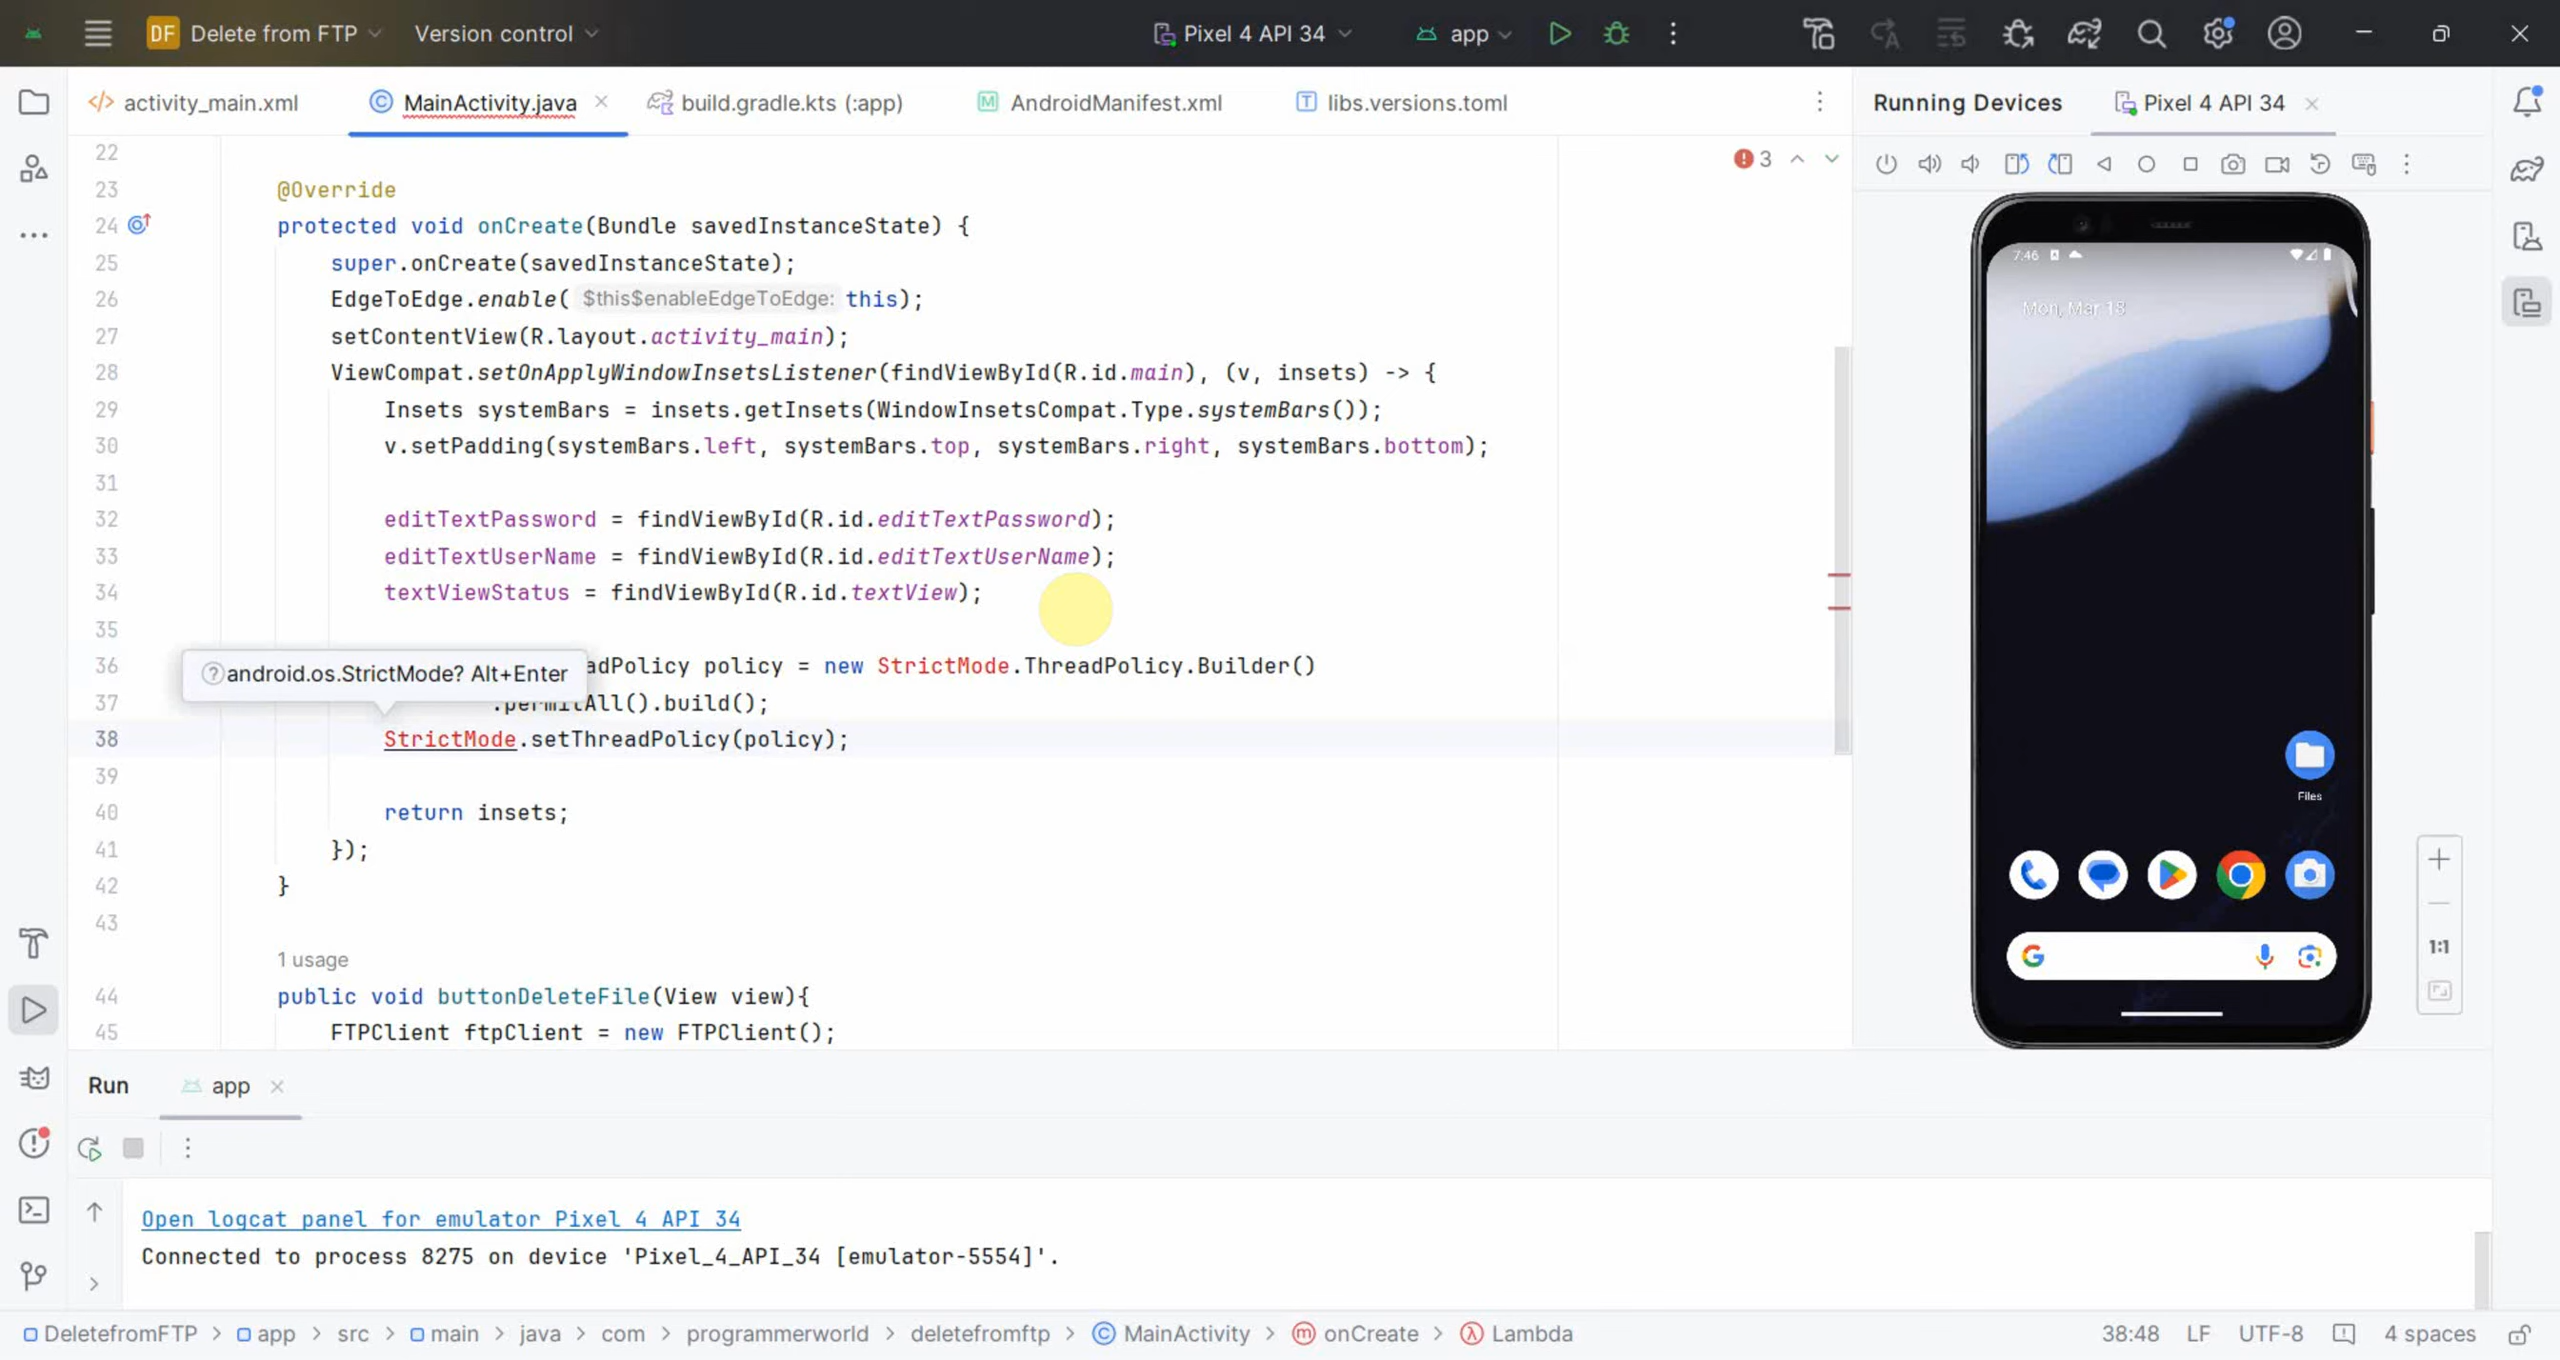 DF Delete from FTP Version control Pixel 4 API 34 app
activity_main.xml MainActivity.java build.gradle.kts (:app) AndroidManifest.xml libs.versions.toml
Running Devices Pixel 4 API 34
3
22
23 @Override
24 protected void onCreate(Bundle savedInstanceState) {
25 super.onCreate(savedInstanceState);
26 EdgeToEdge.enable( $this$enableEdgeToEdge: this);
27 setContentView(R.layout.activity_main);
28 ViewCompat.setOnApplyWindowInsetsListener(findViewById(R.id.main), (v, insets) -> {
29 Insets systemBars = insets.getInsets(WindowInsetsCompat.Type.systemBars());
30 v.setPadding(systemBars.left, systemBars.top, systemBars.right, systemBars.bottom);
31
32 editTextPassword = findViewById(R.id.editTextPassword);
33 editTextUserName = findViewById(R.id.editTextUserName);
34 textViewStatus = findViewById(R.id.textView);
35
36 adPolicy policy = new StrictMode.ThreadPolicy.Builder()
android.os.StrictMode? Alt+Enter
37 .permitAll().build();
38 StrictMode.setThreadPolicy(policy);
39
40 return insets;
41 });
42 }
43
1 usage
44 public void buttonDeleteFile(View view){
45 FTPClient ftpClient = new FTPClient();
7:46
Mon, Mar 18
Files
1:1
Run app
Open logcat panel for emulator Pixel 4 API 34
Connected to process 8275 on device 'Pixel_4_API_34 [emulator-5554]'.
DeletefromFTP > app > src > main > java > com > programmerworld > deletefromftp > MainActivity > onCreate > Lambda
38:48 LF UTF-8 4 spaces